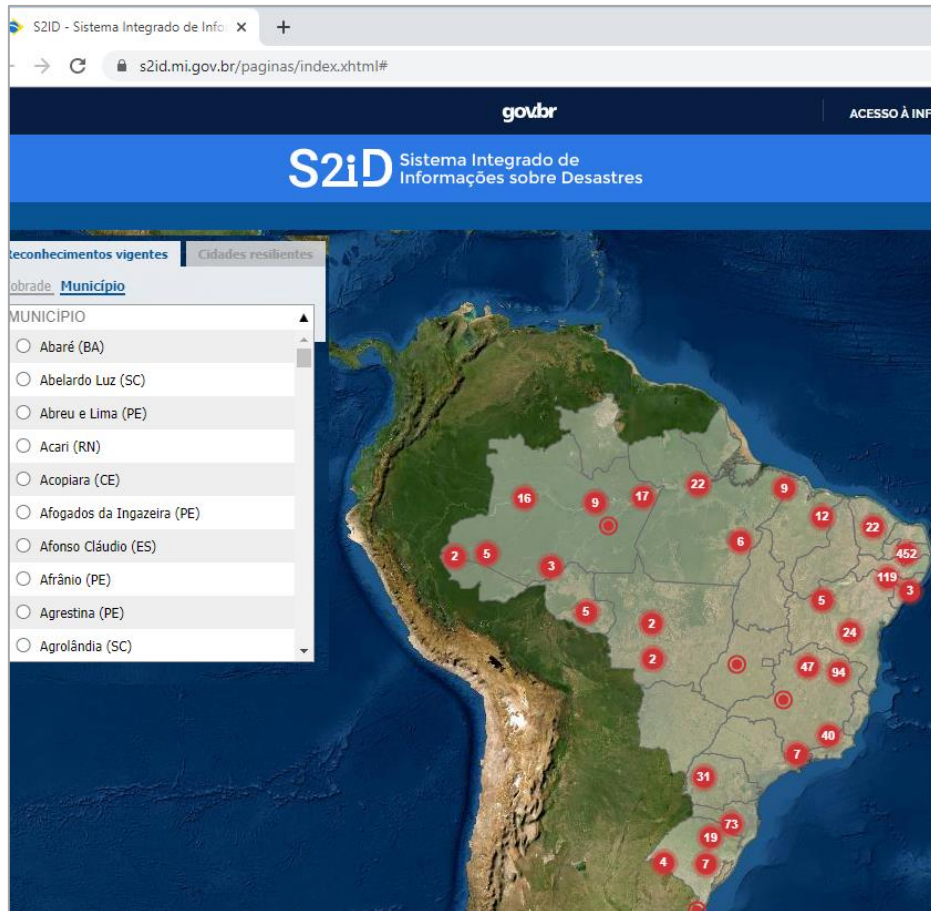 S2ID - Sistema Integrado de Info
s2id.mi.gov.br/paginas/index.xhtml#
gov.br
ACESSO À INF
S2iD Sistema Integrado de
Informações sobre Desastres
Reconhecimentos vigentes Cidades resilientes
obrade Município
MUNICÍPIO
Abaré (BA)
Abelardo Luz (SC)
Abreu e Lima (PE)
Acari (RN)
Acopiara (CE)
Afogados da Ingazeira (PE)
Afonso Cláudio (ES)
Afrânio (PE)
Agrestina (PE)
Agrolândia (SC)
22
16
9
17
9
12
22
452
2
5
6
3
119
3
5
5
2
24
2
47
94
40
7
31
73
19
4
7